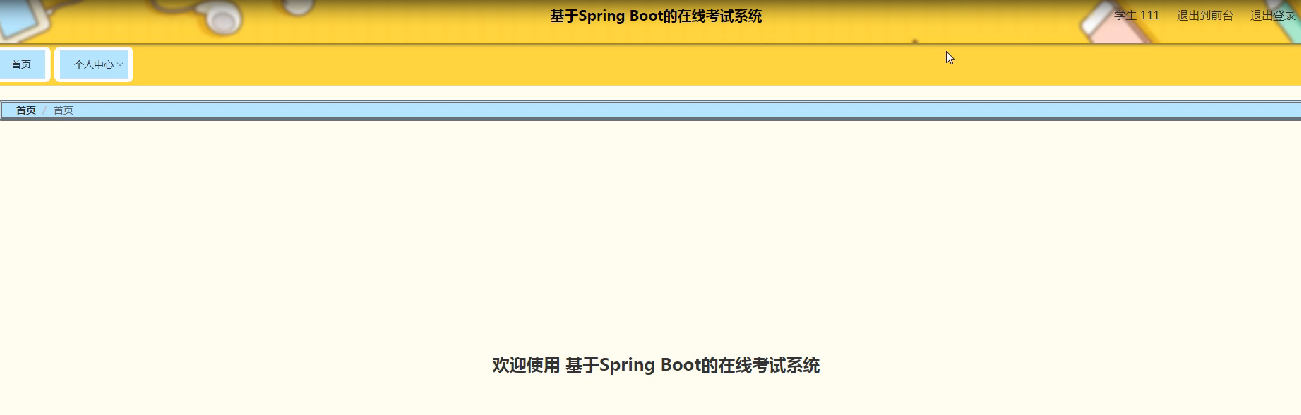 基于Spring Boot的在线考试系统
学生 111 退出到前台 退出登录
首页 个人中心
首页 / 首页
欢迎使用 基于Spring Boot的在线考试系统